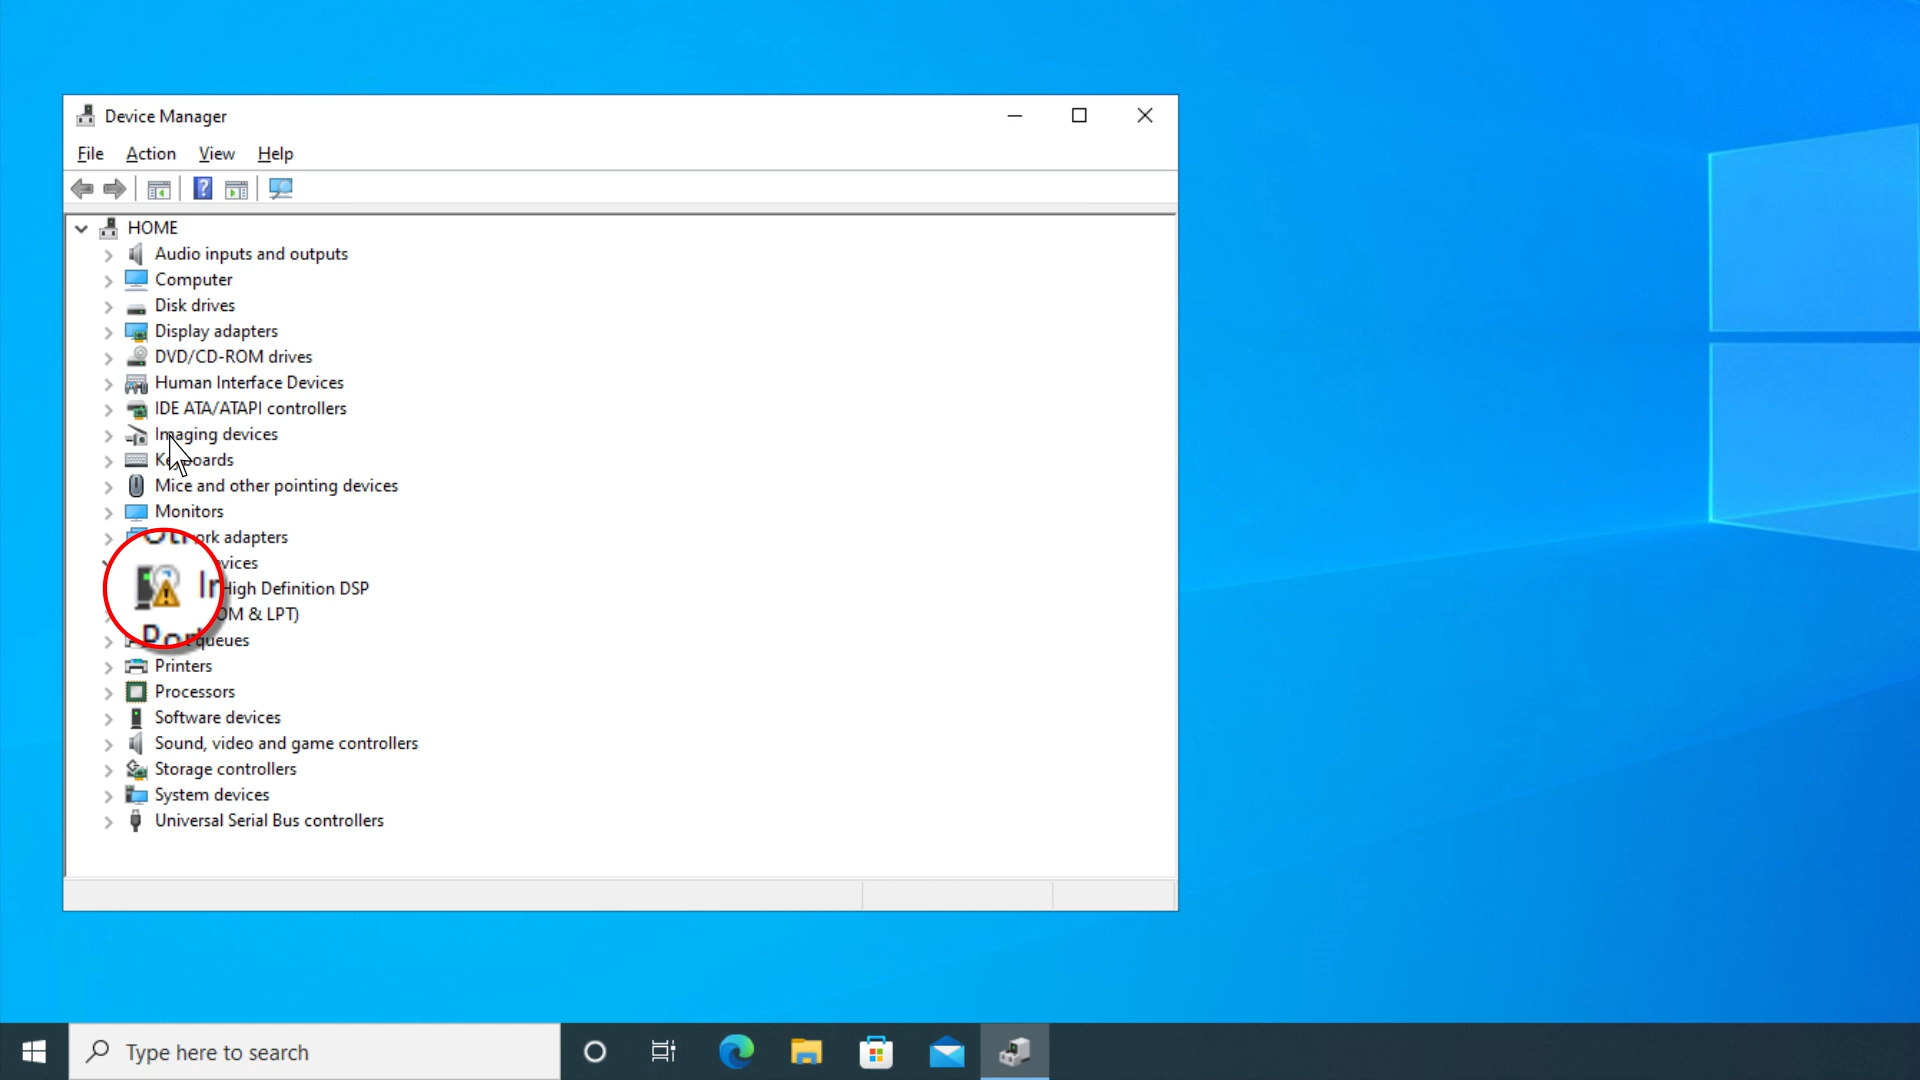 Device Manager
File Action View Help
HOME
Audio inputs and outputs
Computer
Disk drives
Display adapters
DVD/CD-ROM drives
Human Interface Devices
IDE ATA/ATAPI controllers
Imaging devices
Keyboards
Mice and other pointing devices
Monitors
adapters
High Definition DSP
& LPT)
queues
Printers
Processors
Software devices
Sound, video and game controllers
Storage controllers
System devices
Universal Serial Bus controllers
Type here to search